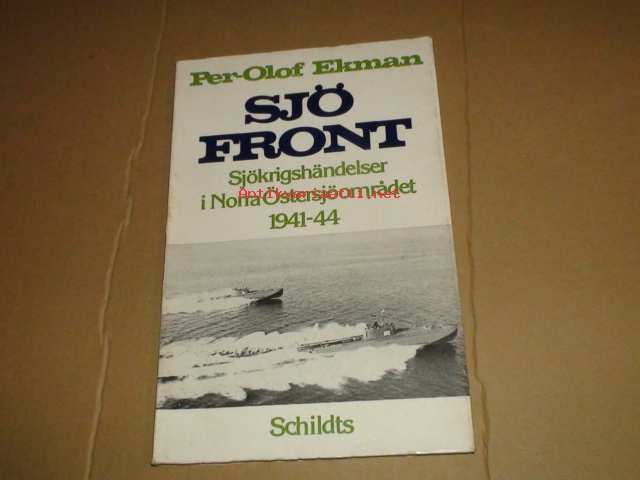 Per-Olof Ekman
SJÖ
FRONT
Sjökrigshändelser
i Norra Östersjöområdet
1941-44
Schildts